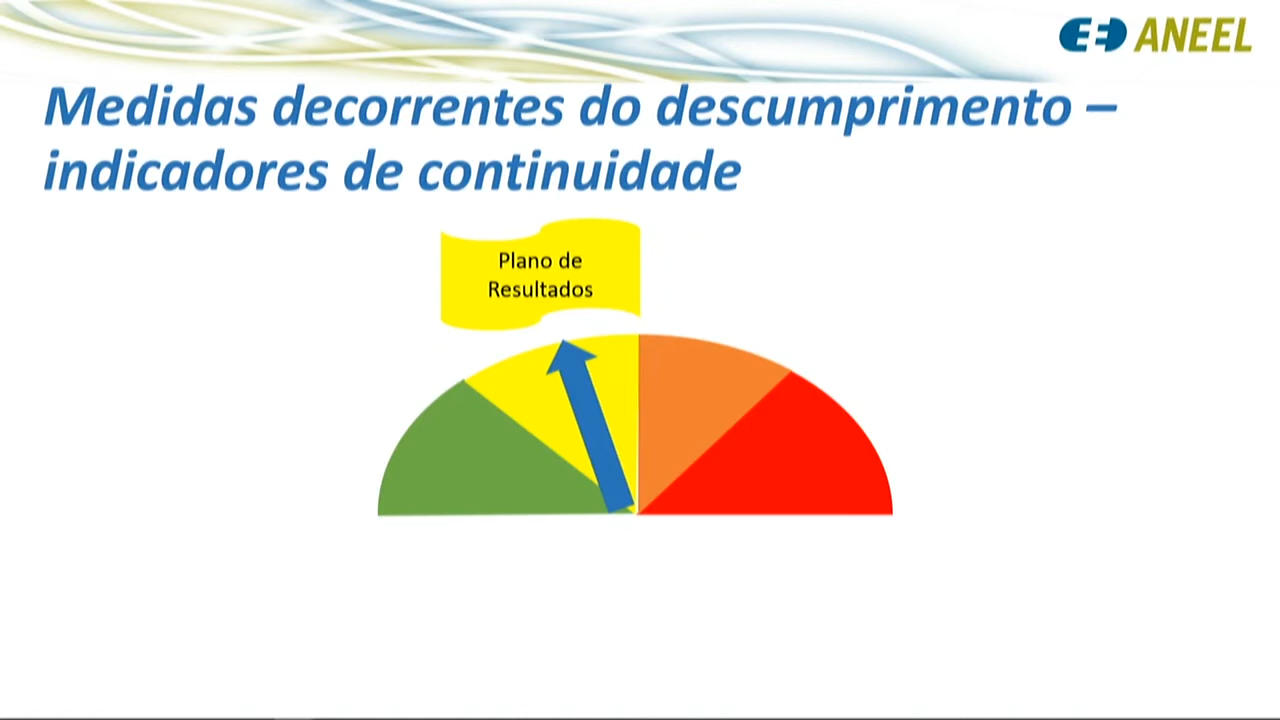 ANEEL
Medidas decorrentes do descumprimento –
indicadores de continuidade
Plano de
Resultados